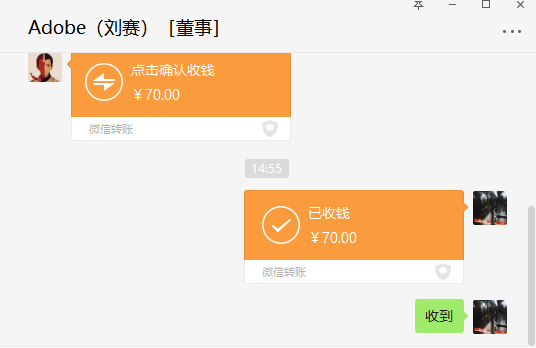 Adobe（刘赛）［董事］
点击确认收钱
￥70.00
微信转账
14:55
已收钱
￥70.00
微信转账
收到